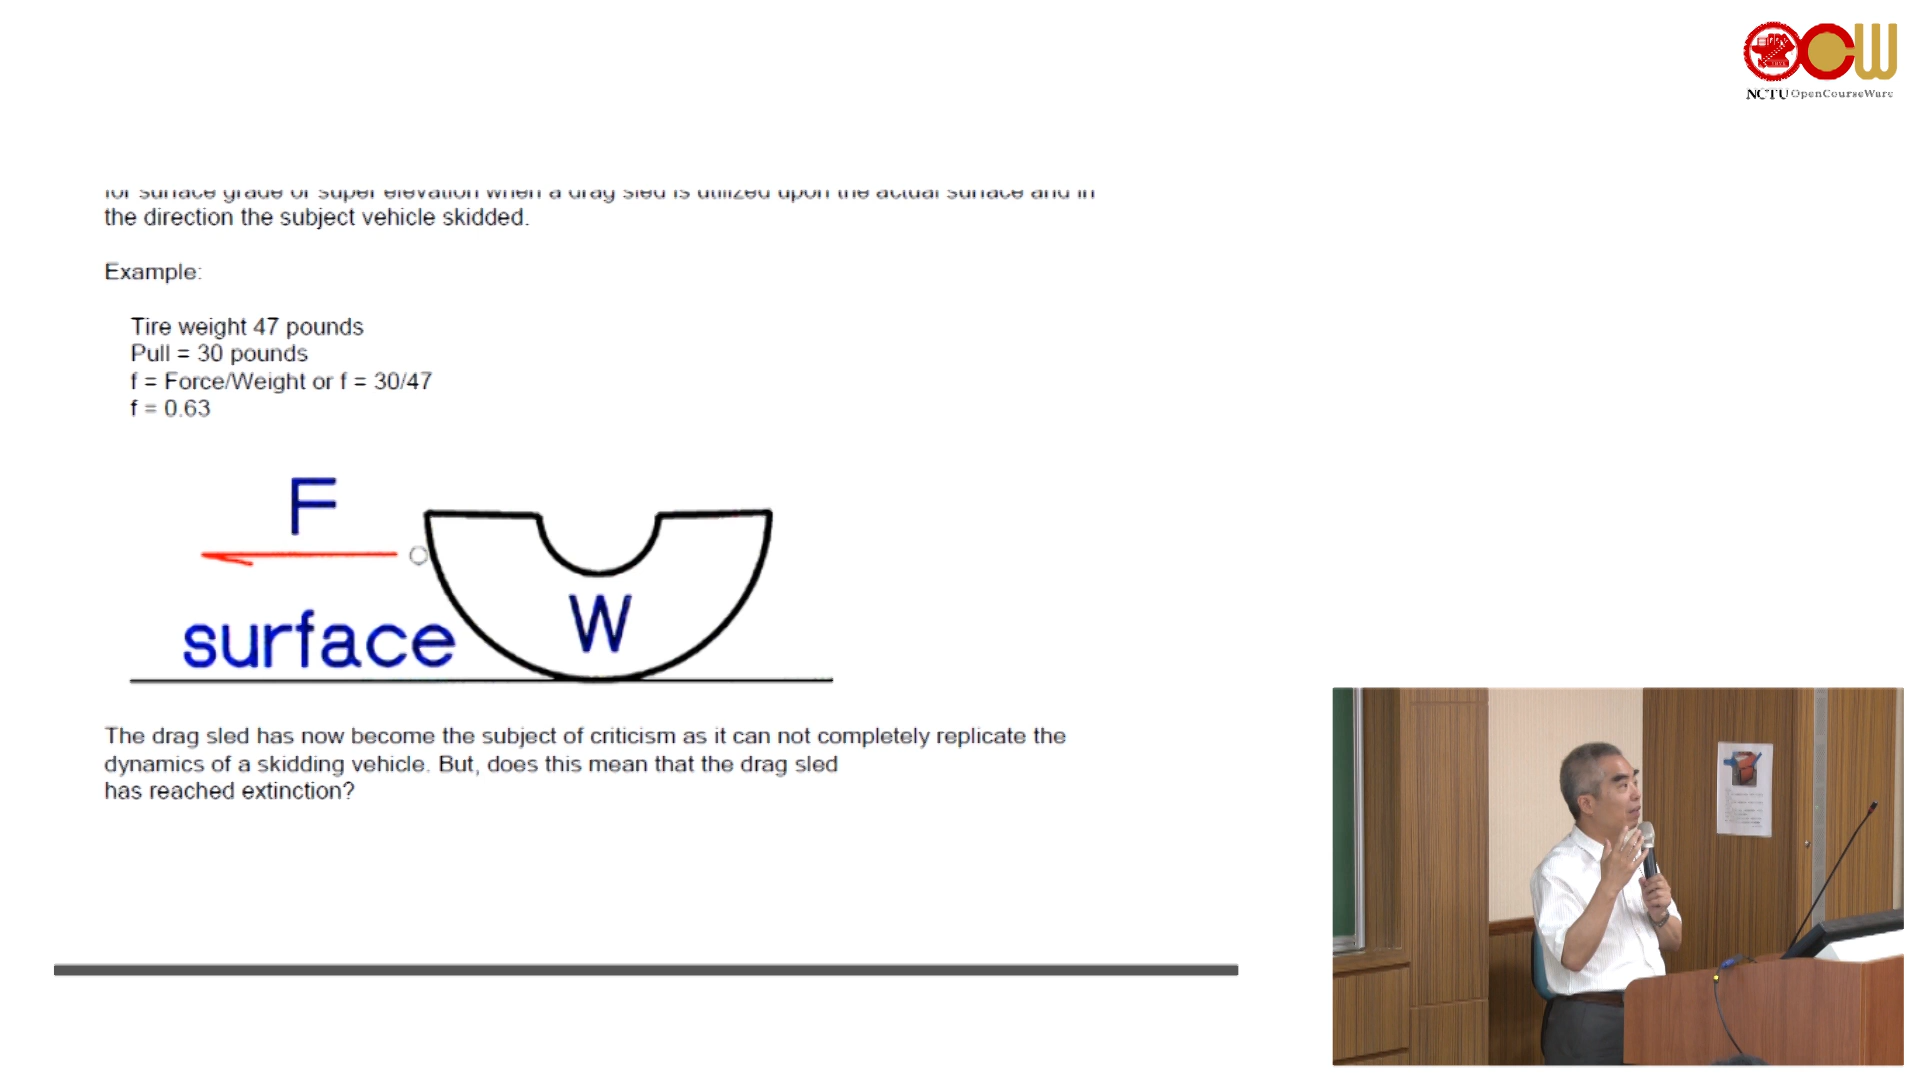 NCTU OpenCourseWare
for surface grade or super elevation when a drag sled is utilized upon the actual surface and in
the direction the subject vehicle skidded.
Example:
Tire weight 47 pounds
Pull = 30 pounds
f = Force/Weight or f = 30/47
f = 0.63
F
surface
W
The drag sled has now become the subject of criticism as it can not completely replicate the
dynamics of a skidding vehicle. But, does this mean that the drag sled
has reached extinction?